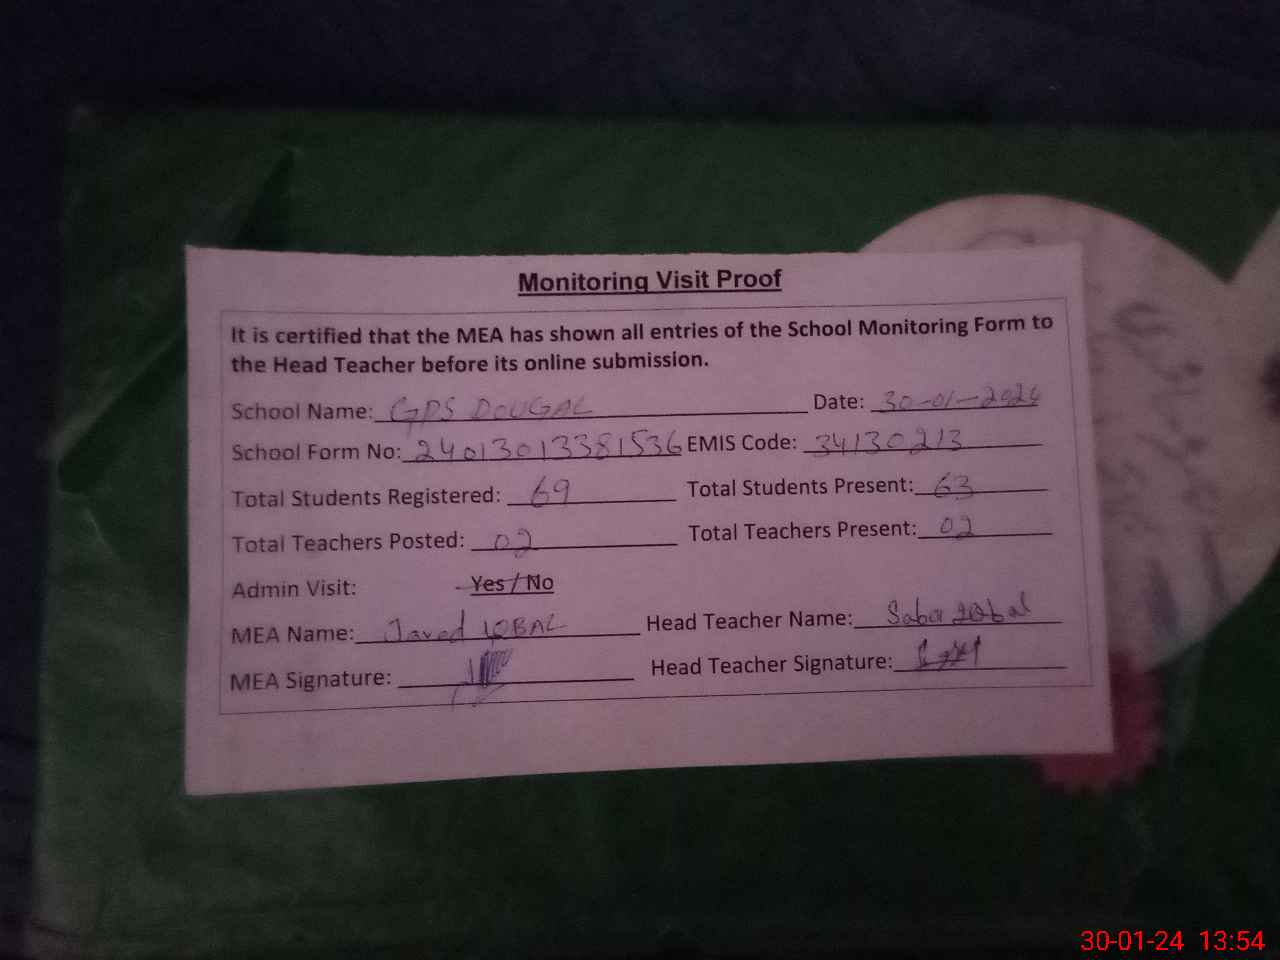 Monitoring Visit Proof
It is certified that the MEA has shown all entries of the School Monitoring Form to
the Head Teacher before its online submission.
School Name: GPS DOUGAL Date: 30-01-2024
School Form No: 24013013381536 EMIS Code: 34130213
Total Students Registered: 69 Total Students Present: 63
Total Teachers Posted: 02 Total Teachers Present: 02
Admin Visit: Yes / No
MEA Name: Javed IQBAL Head Teacher Name: Sabar Iqbal
MEA Signature: Head Teacher Signature:
30-01-24 13:54